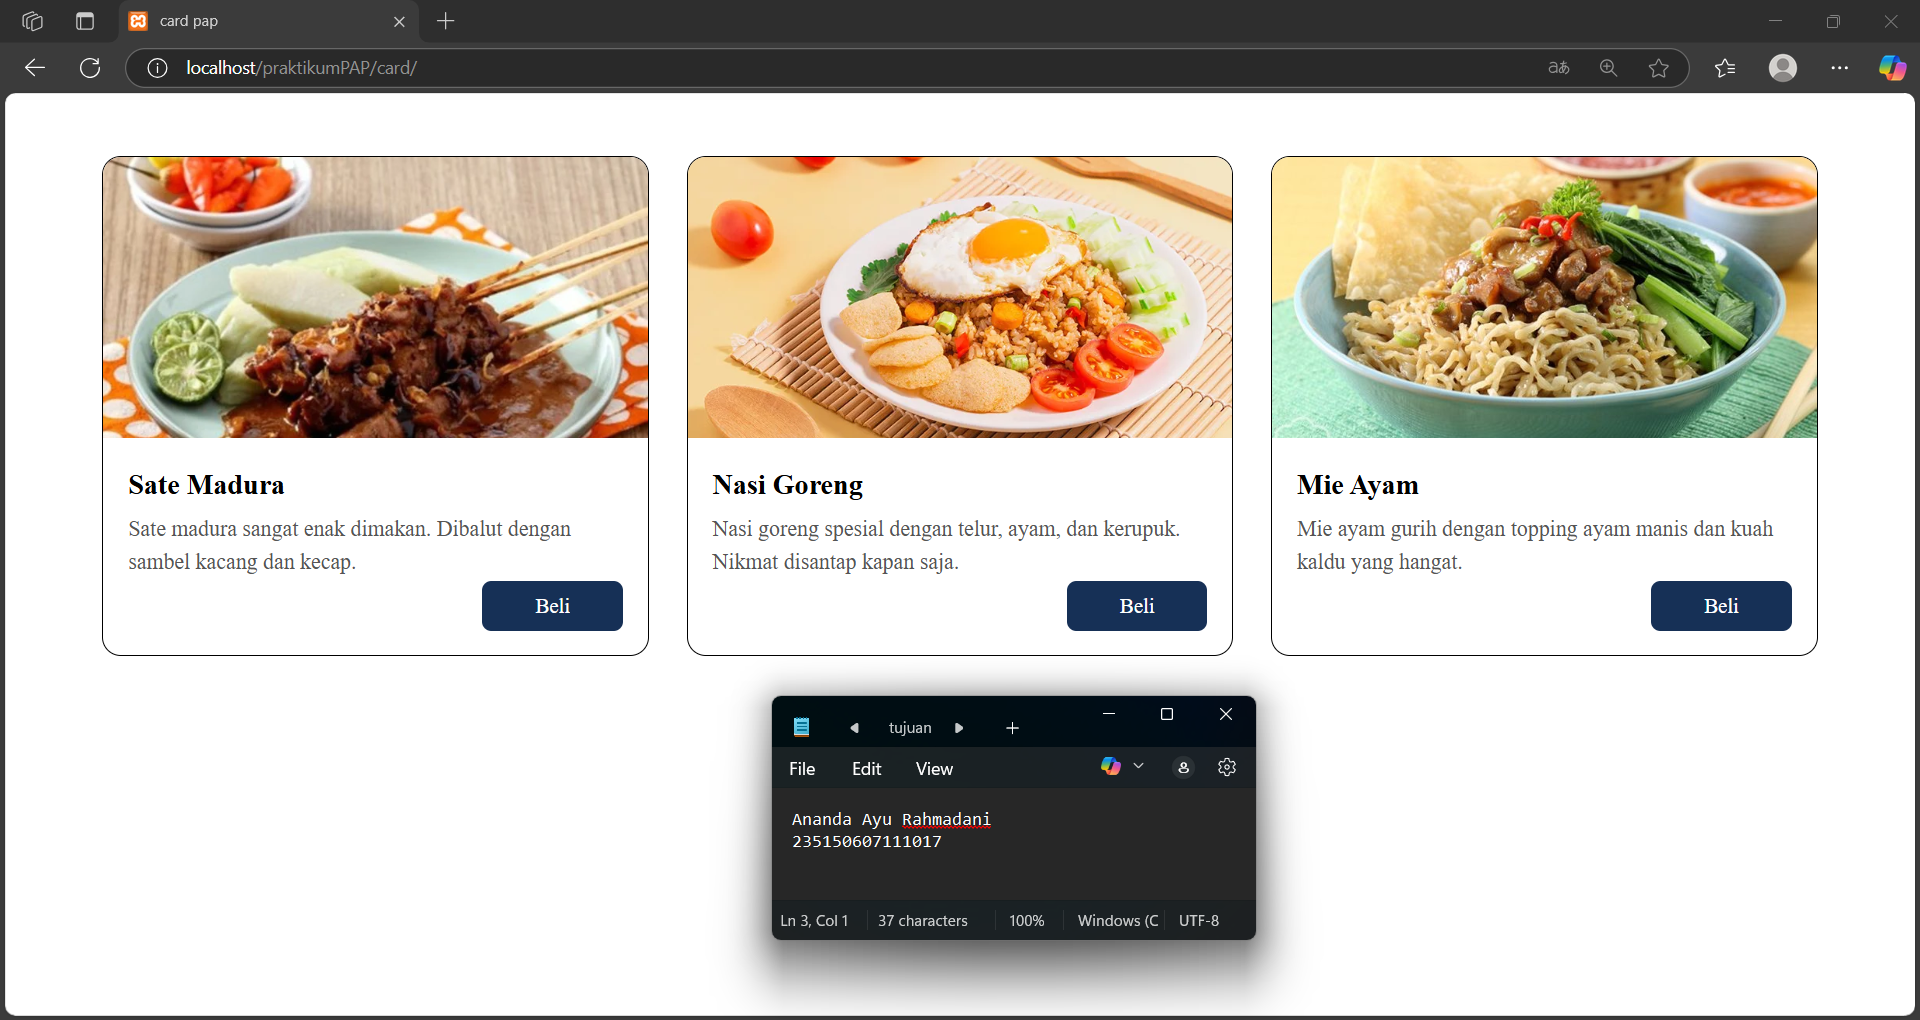 card pap
localhost/praktikumPAP/card/
aあ
Sate Madura
Sate madura sangat enak dimakan. Dibalut dengan
sambel kacang dan kecap.
Beli
Nasi Goreng
Nasi goreng spesial dengan telur, ayam, dan kerupuk.
Nikmat disantap kapan saja.
Beli
Mie Ayam
Mie ayam gurih dengan topping ayam manis dan kuah
kaldu yang hangat.
Beli
tujuan
File Edit View
Ananda Ayu Rahmadani
235150607111017
Ln 3, Col 1 37 characters 100% Windows (C UTF-8